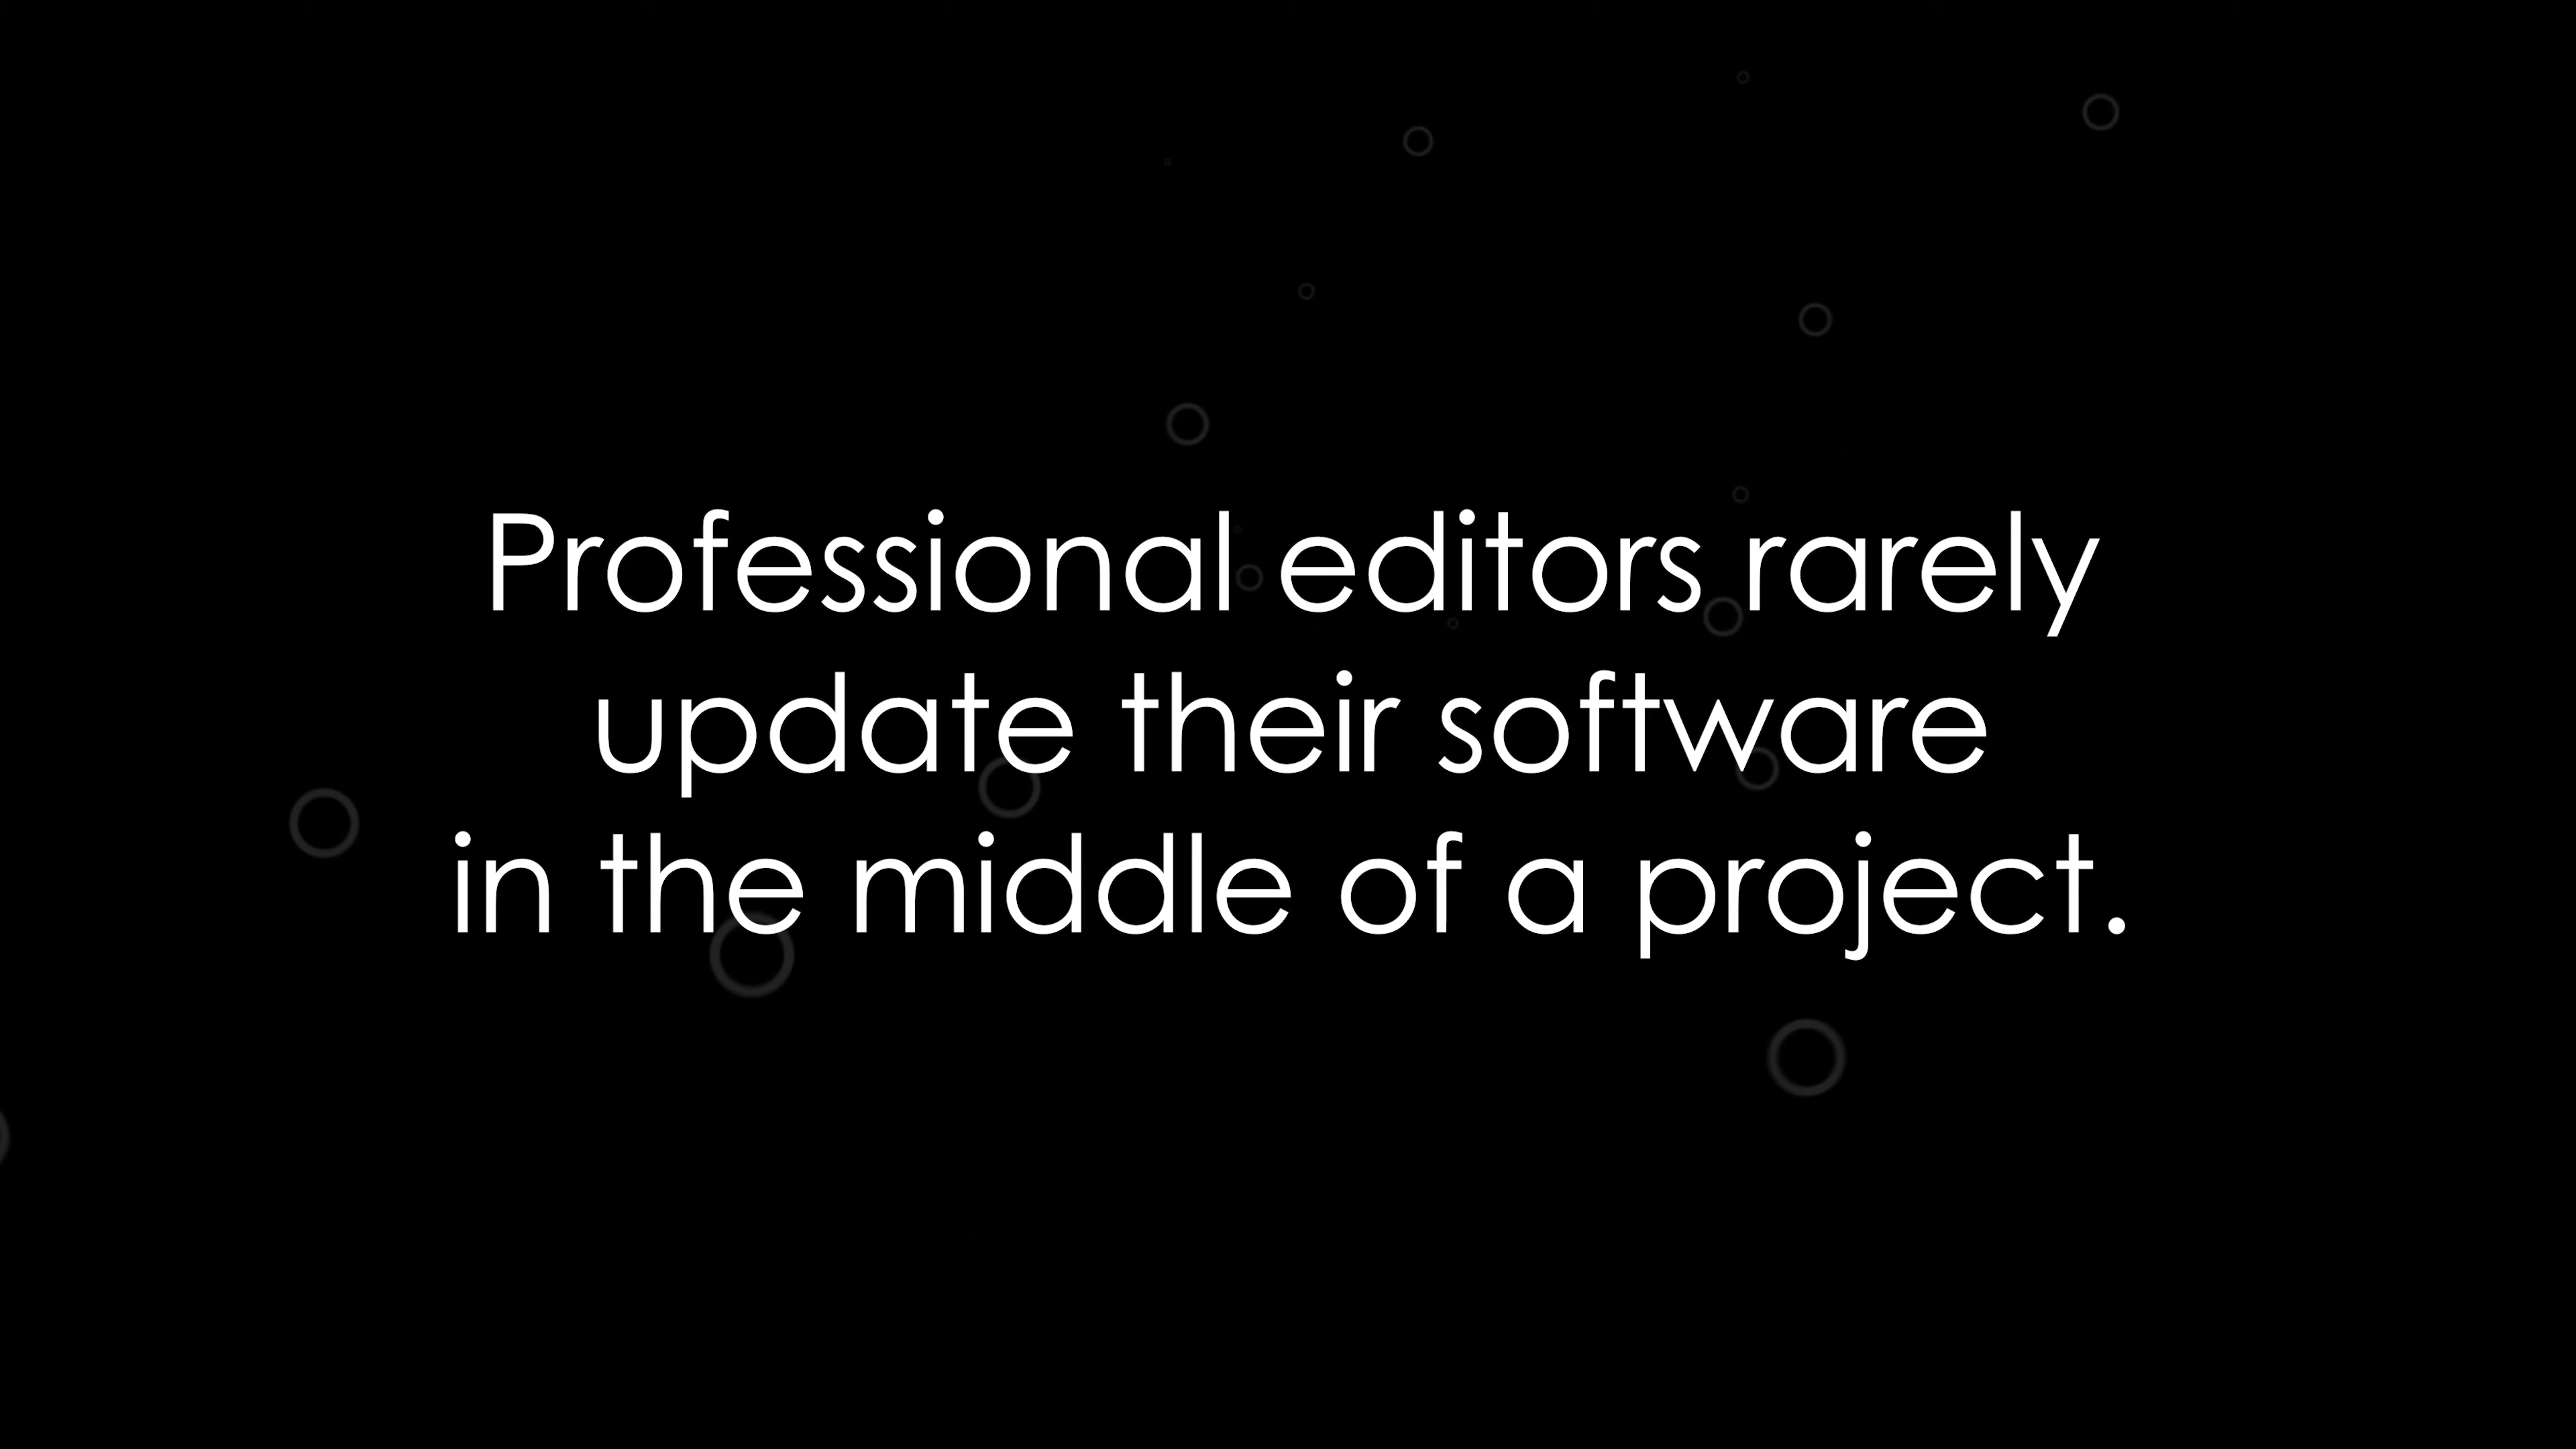 Professional editors rarely
update their software
in the middle of a project.